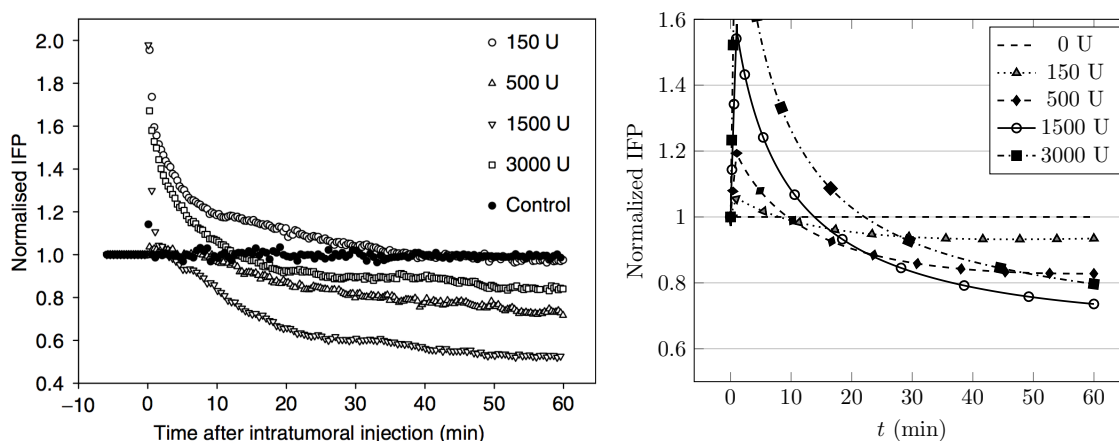 Normalised IFP
2.0
1.8
1.6
1.4
1.2
1.0
0.8
0.6
0.4
−10
0
10
20
30
40
50
60
Time after intratumoral injection (min)
150 U
500 U
1500 U
3000 U
Control
Normalized IFP
1.6
1.4
1.2
1
0.8
0.6
0
10
20
30
40
50
60
t (min)
0 U
150 U
500 U
1500 U
3000 U